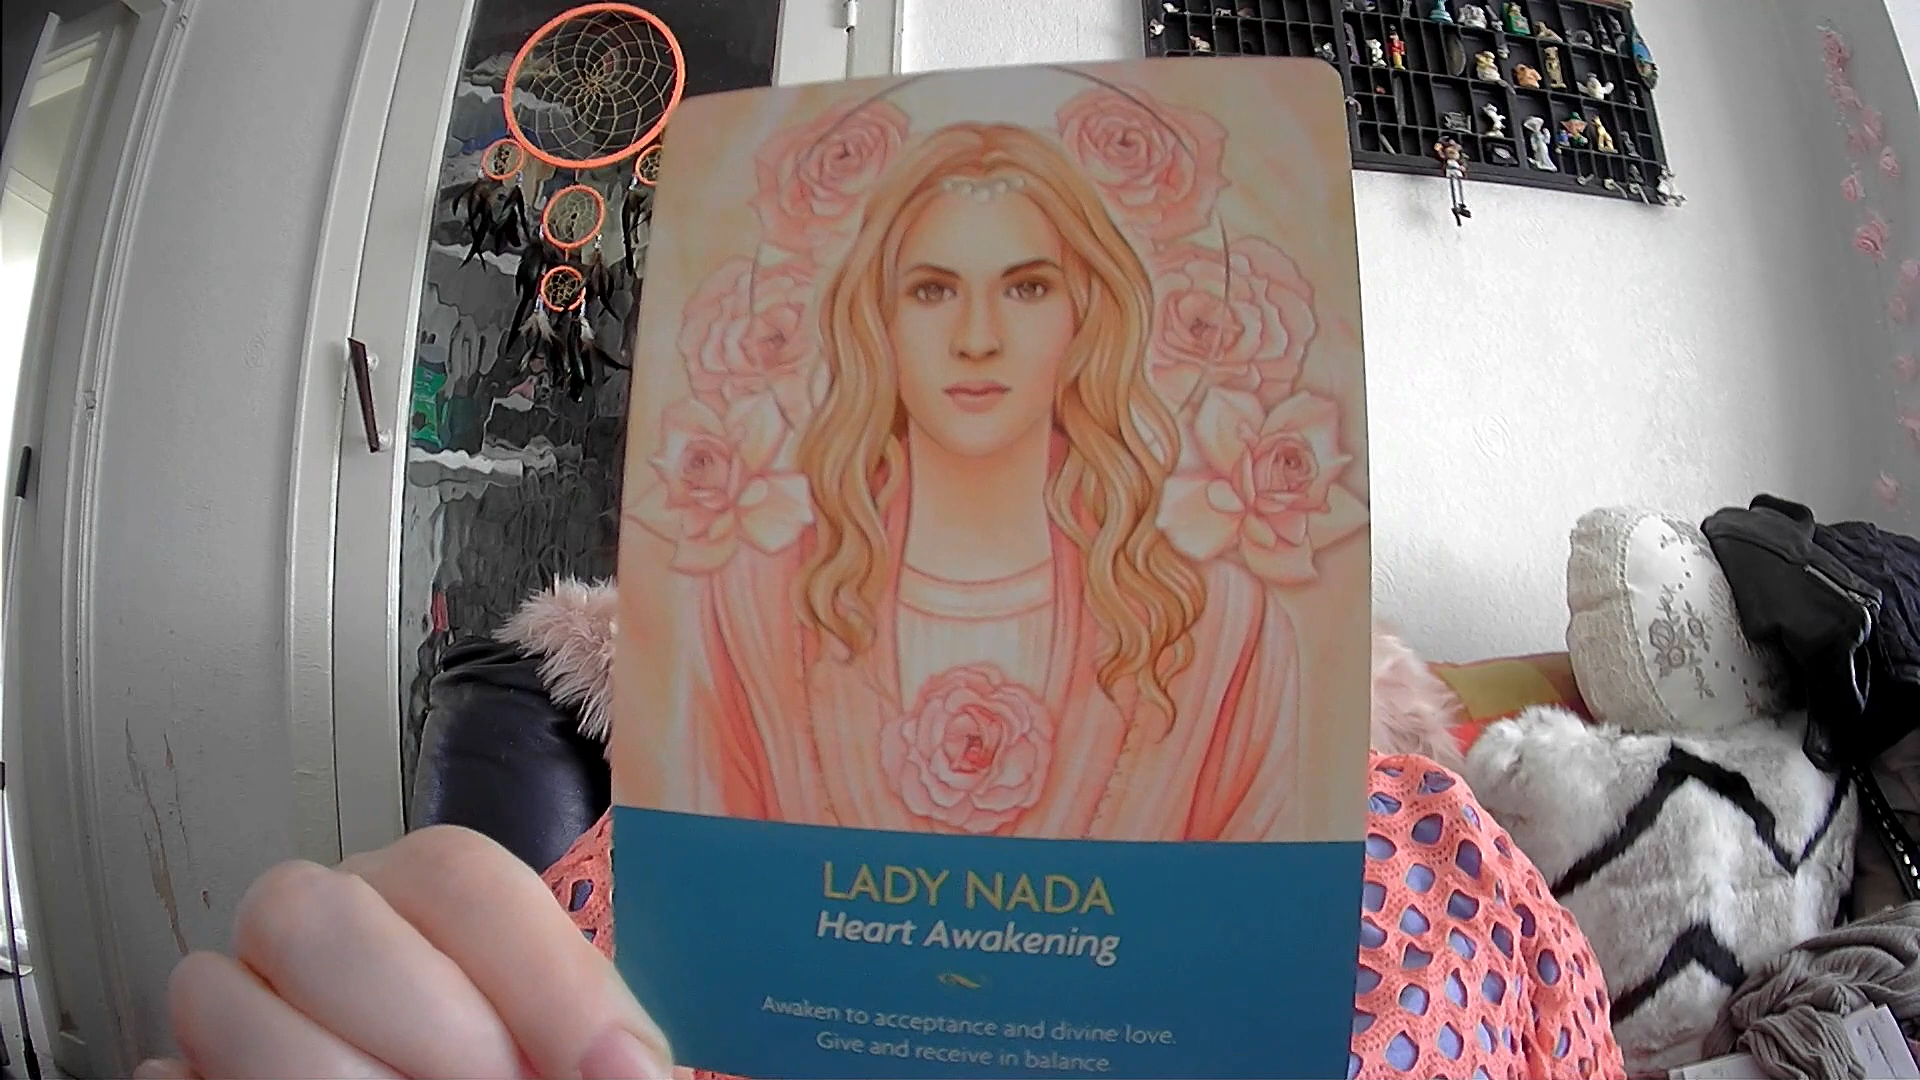 LADY NADA
Heart Awakening
Awaken to acceptance and divine love.
Give and receive in balance.